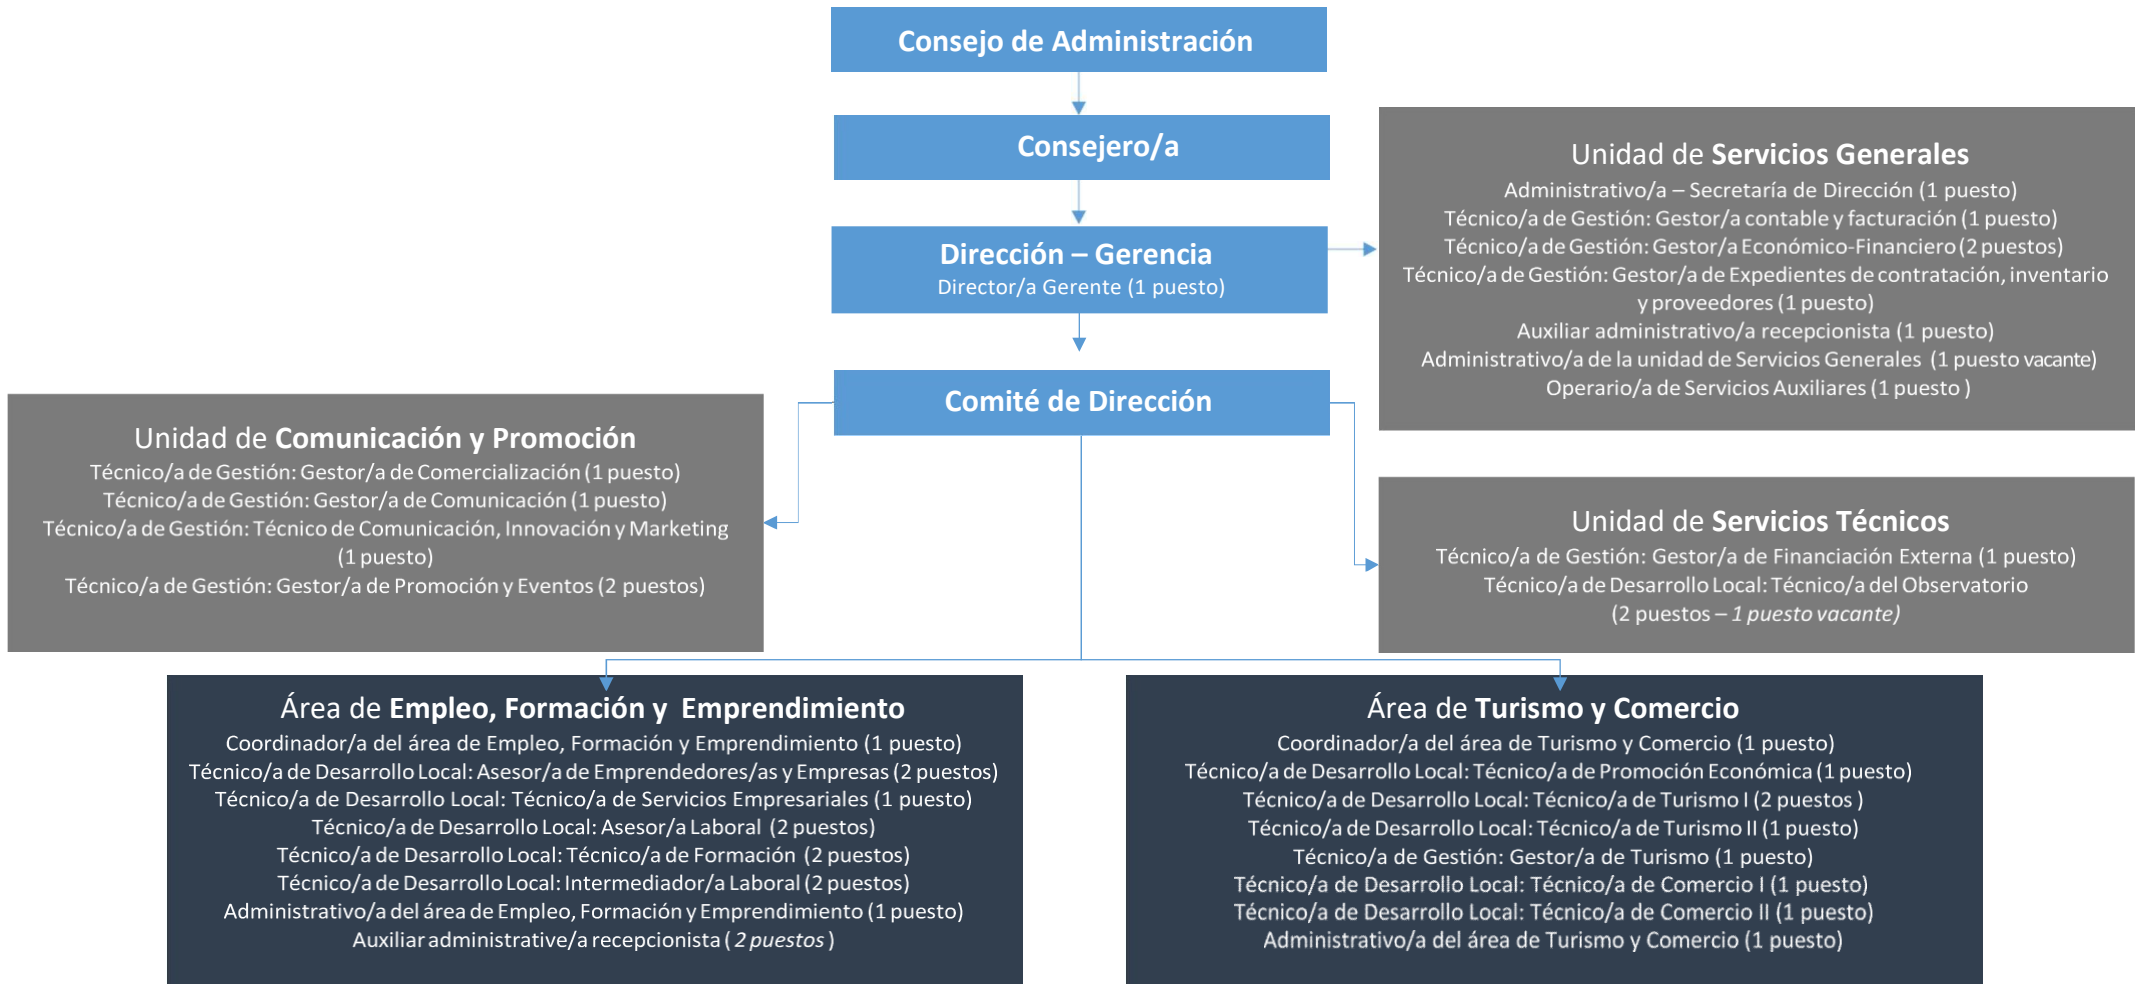 Consejo de Administración
Consejero/a
Dirección – Gerencia
Director/a Gerente (1 puesto)
Unidad de Servicios Generales
Administrativo/a – Secretaría de Dirección (1 puesto)
Técnico/a de Gestión: Gestor/a contable y facturación (1 puesto)
Técnico/a de Gestión: Gestor/a Económico-Financiero (2 puestos)
Técnico/a de Gestión: Gestor/a de Expedientes de contratación, inventario
y proveedores (1 puesto)
Auxiliar administrativo/a recepcionista (1 puesto)
Administrativo/a de la unidad de Servicios Generales (1 puesto vacante)
Operario/a de Servicios Auxiliares (1 puesto )
Comité de Dirección
Unidad de Comunicación y Promoción
Técnico/a de Gestión: Gestor/a de Comercialización (1 puesto)
Técnico/a de Gestión: Gestor/a de Comunicación (1 puesto)
Técnico/a de Gestión: Técnico de Comunicación, Innovación y Marketing
(1 puesto)
Técnico/a de Gestión: Gestor/a de Promoción y Eventos (2 puestos)
Unidad de Servicios Técnicos
Técnico/a de Gestión: Gestor/a de Financiación Externa (1 puesto)
Técnico/a de Desarrollo Local: Técnico/a del Observatorio
(2 puestos – 1 puesto vacante)
Área de Empleo, Formación y Emprendimiento
Coordinador/a del área de Empleo, Formación y Emprendimiento (1 puesto)
Técnico/a de Desarrollo Local: Asesor/a de Emprendedores/as y Empresas (2 puestos)
Técnico/a de Desarrollo Local: Técnico/a de Servicios Empresariales (1 puesto)
Técnico/a de Desarrollo Local: Asesor/a Laboral (2 puestos)
Técnico/a de Desarrollo Local: Técnico/a de Formación (2 puestos)
Técnico/a de Desarrollo Local: Intermediador/a Laboral (2 puestos)
Administrativo/a del área de Empleo, Formación y Emprendimiento (1 puesto)
Auxiliar administrative/a recepcionista ( 2 puestos )
Área de Turismo y Comercio
Coordinador/a del área de Turismo y Comercio (1 puesto)
Técnico/a de Desarrollo Local: Técnico/a de Promoción Económica (1 puesto)
Técnico/a de Desarrollo Local: Técnico/a de Turismo I (2 puestos )
Técnico/a de Desarrollo Local: Técnico/a de Turismo II (1 puesto)
Técnico/a de Gestión: Gestor/a de Turismo (1 puesto)
Técnico/a de Desarrollo Local: Técnico/a de Comercio I (1 puesto)
Técnico/a de Desarrollo Local: Técnico/a de Comercio II (1 puesto)
Administrativo/a del área de Turismo y Comercio (1 puesto)